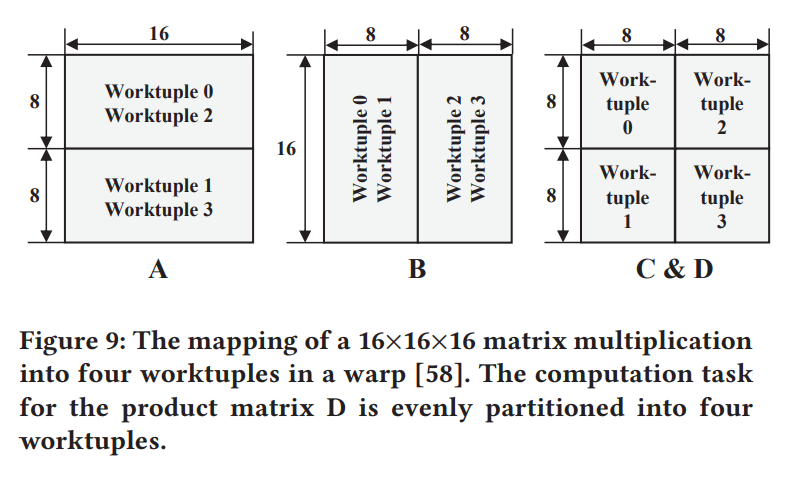 16
8
8
Worktuple 0
Worktuple 2
Worktuple 1
Worktuple 3
A
8
8
16
Worktuple 0
Worktuple 1
Worktuple 2
Worktuple 3
B
8
8
8
8
Work-
tuple
0
Work-
tuple
2
Work-
tuple
1
Work-
tuple
3
C & D
Figure 9: The mapping of a 16×16×16 matrix multiplication
into four worktuples in a warp [58]. The computation task
for the product matrix D is evenly partitioned into four
worktuples.